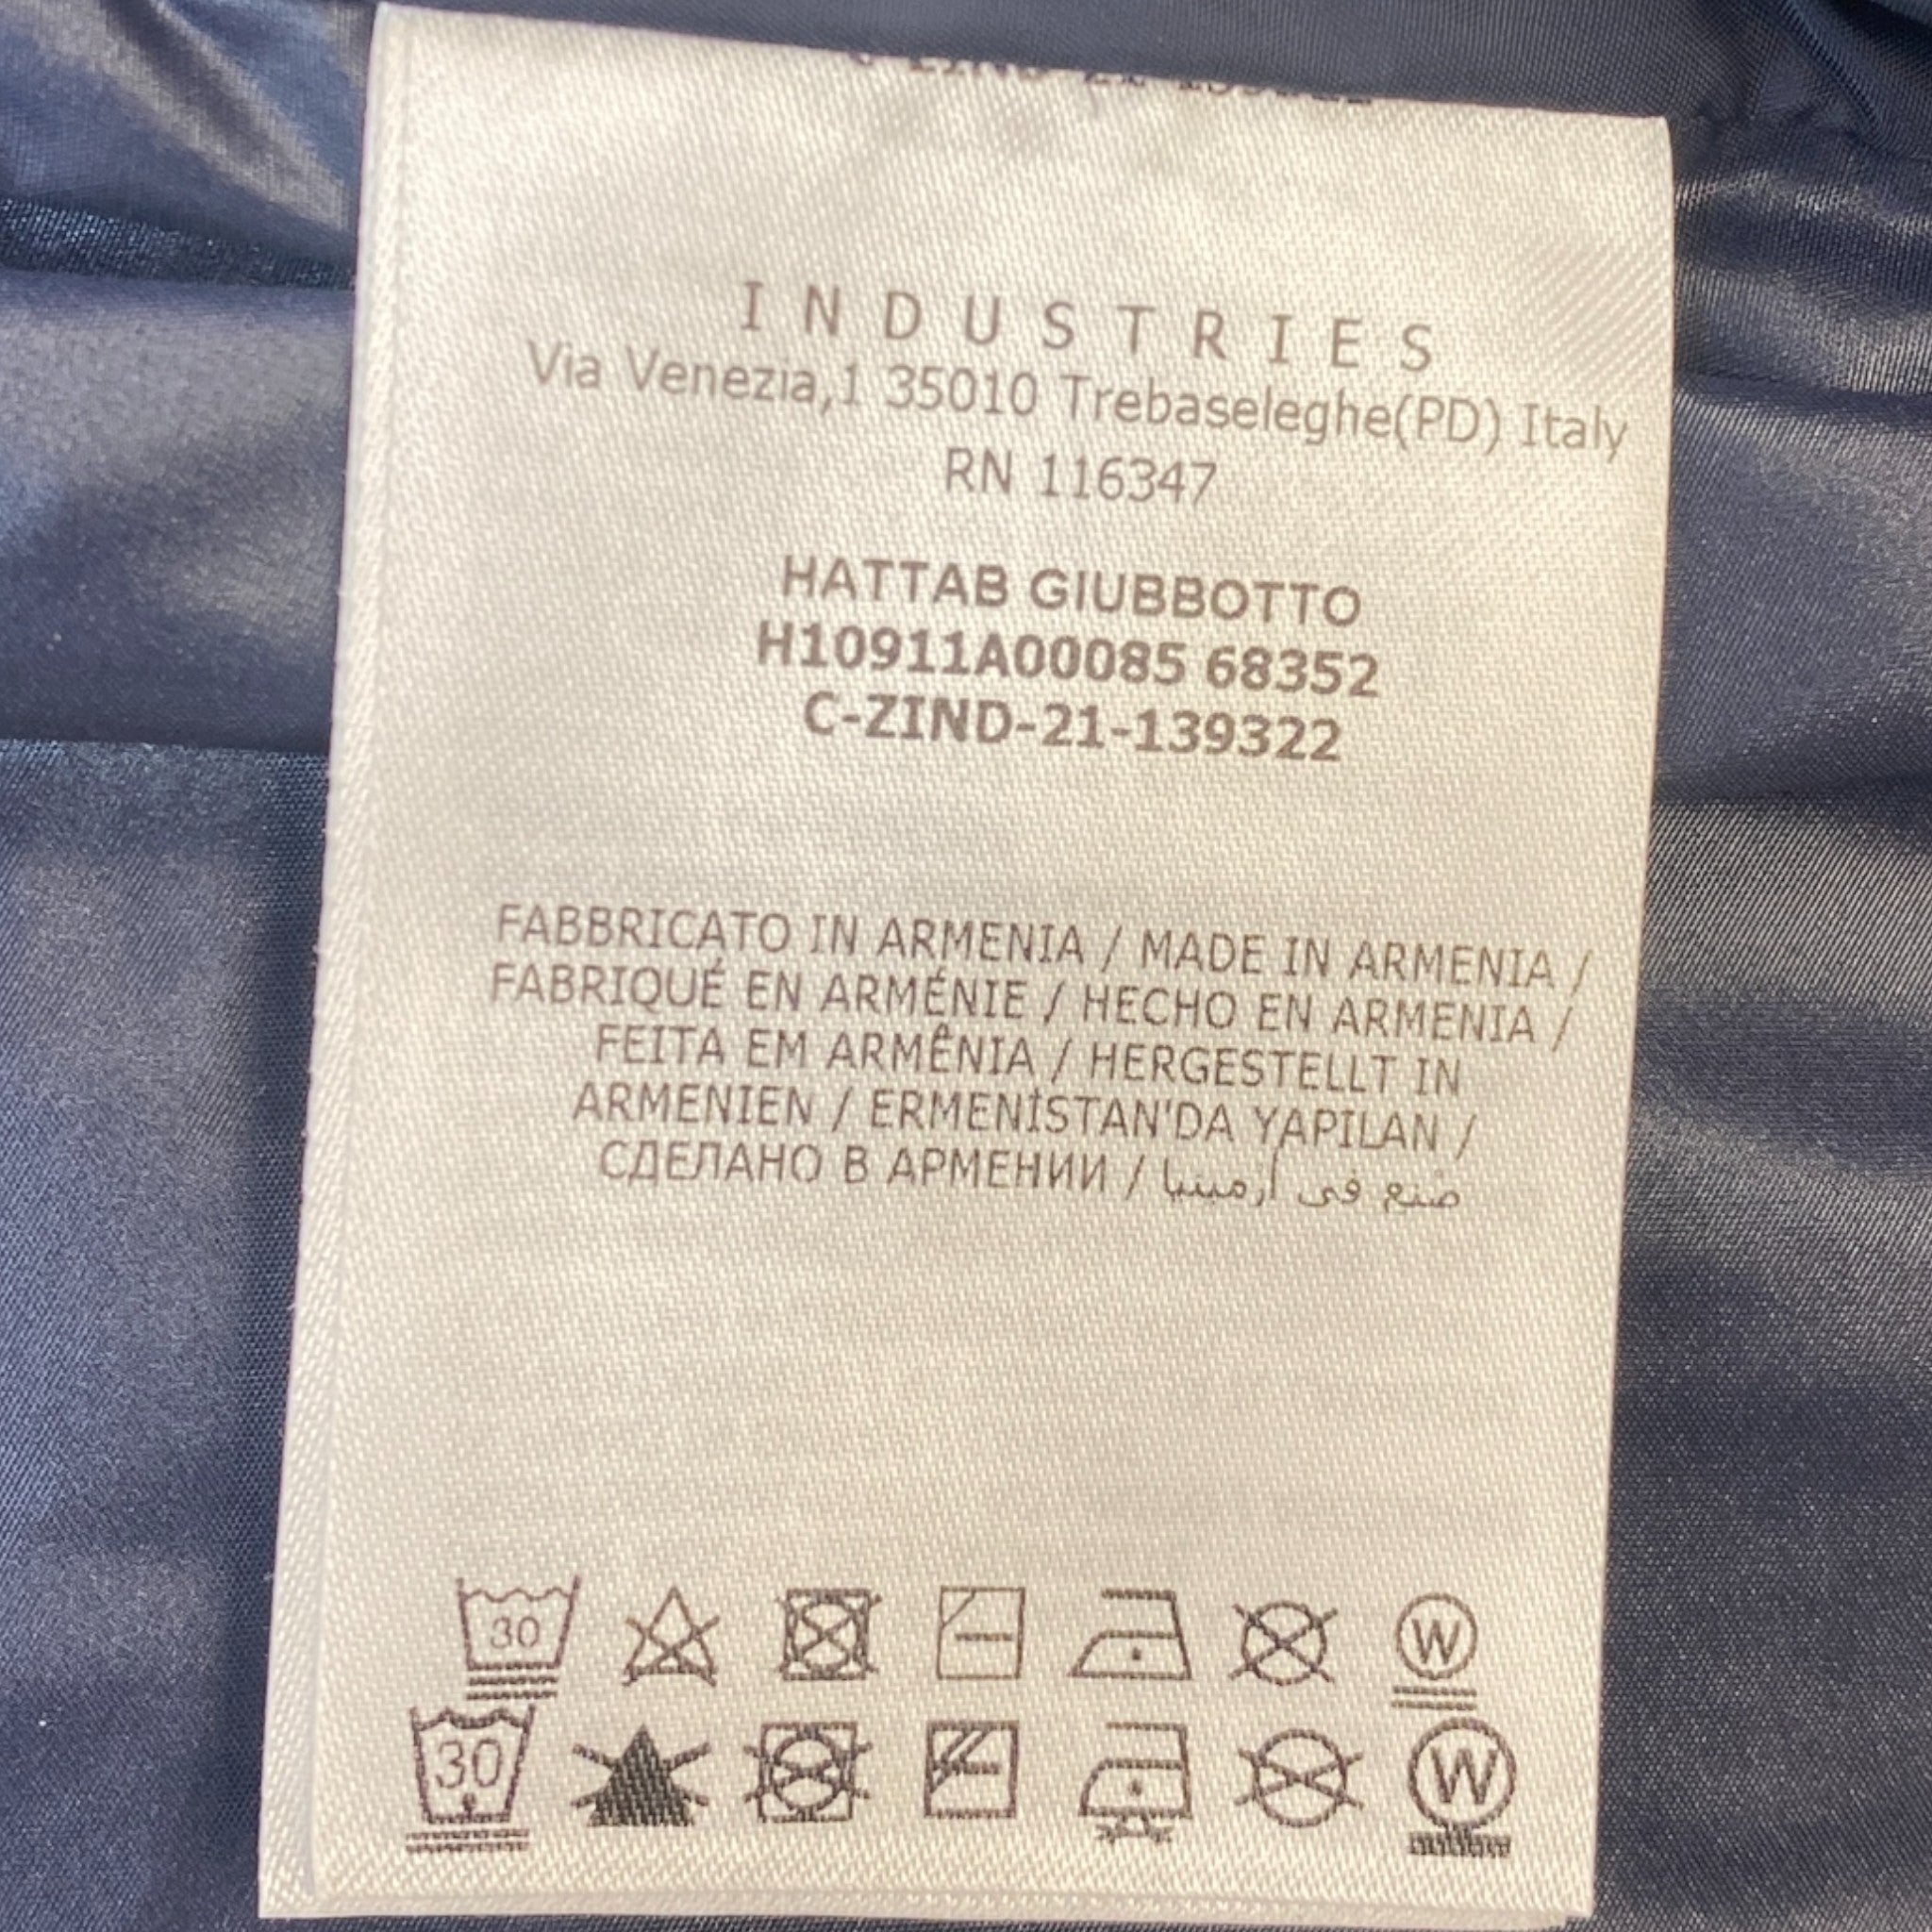 INDUSTRIES
Via Venezia,1 35010 Trebaseleghe(PD) Italy
RN 116347
HATTAB GIUBBOTTO
H10911A00085 68352
C-ZIND-21-139322
FABBRICATO IN ARMENIA / MADE IN ARMENIA /
FABRIQUÉ EN ARMÉNIE / HECHO EN ARMENIA /
FEITA EM ARMÊNIA / HERGESTELLT IN
ARMENIEN / ERMENİSTAN'DA YAPILAN /
СДЕЛАНО В АРМЕНИИ / صنع في أرمينيا
30 W
30 W